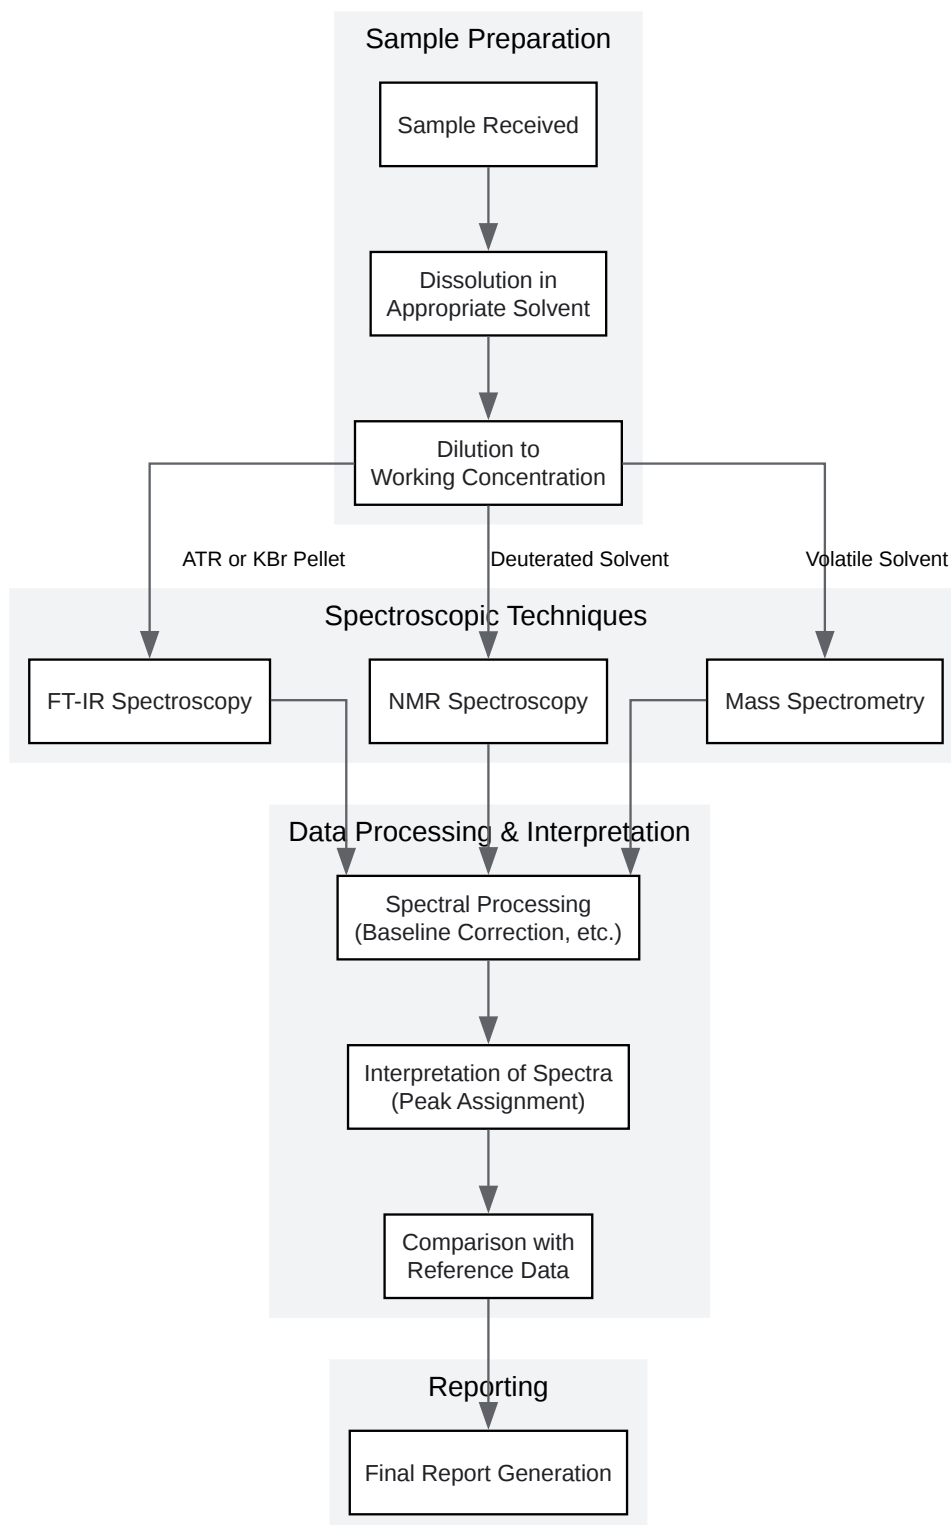 Sample Preparation
Sample Received
Dissolution in
Appropriate Solvent
Dilution to
Working Concentration
ATR or KBr Pellet
Deuterated Solvent
Volatile Solvent
Spectroscopic Techniques
FT-IR Spectroscopy
NMR Spectroscopy
Mass Spectrometry
Data Processing & Interpretation
Spectral Processing
(Baseline Correction, etc.)
Interpretation of Spectra
(Peak Assignment)
Comparison with
Reference Data
Reporting
Final Report Generation